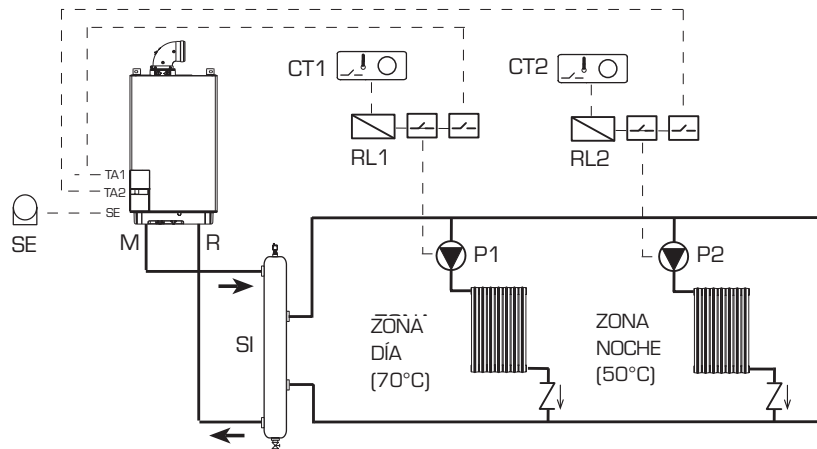 CT1
CT2
RL1
RL2
TA1
TA2
SE
SE
M
R
P1
P2
SI
ZONA
DÍA
(70°C)
ZONA
NOCHE
(50°C)